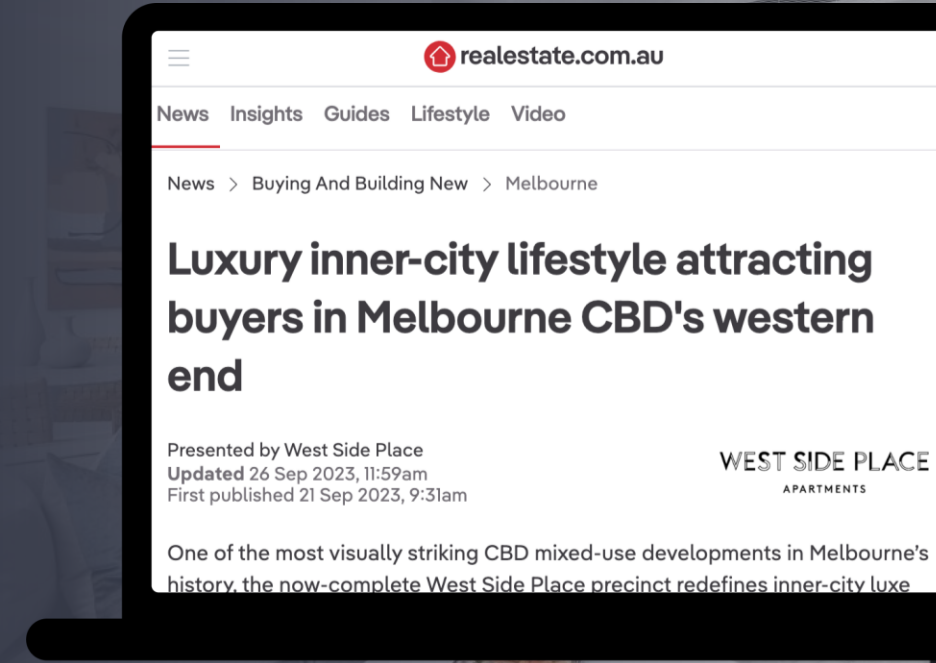 realestate.com.au
News Insights Guides Lifestyle Video
News > Buying And Building New > Melbourne
Luxury inner-city lifestyle attracting
buyers in Melbourne CBD's western
end
Presented by West Side Place
Updated 26 Sep 2023, 11:59am
First published 21 Sep 2023, 9:31am
WEST SIDE PLACE
APARTMENTS
One of the most visually striking CBD mixed-use developments in Melbourne’s
history, the now-complete West Side Place precinct redefines inner-city luxe